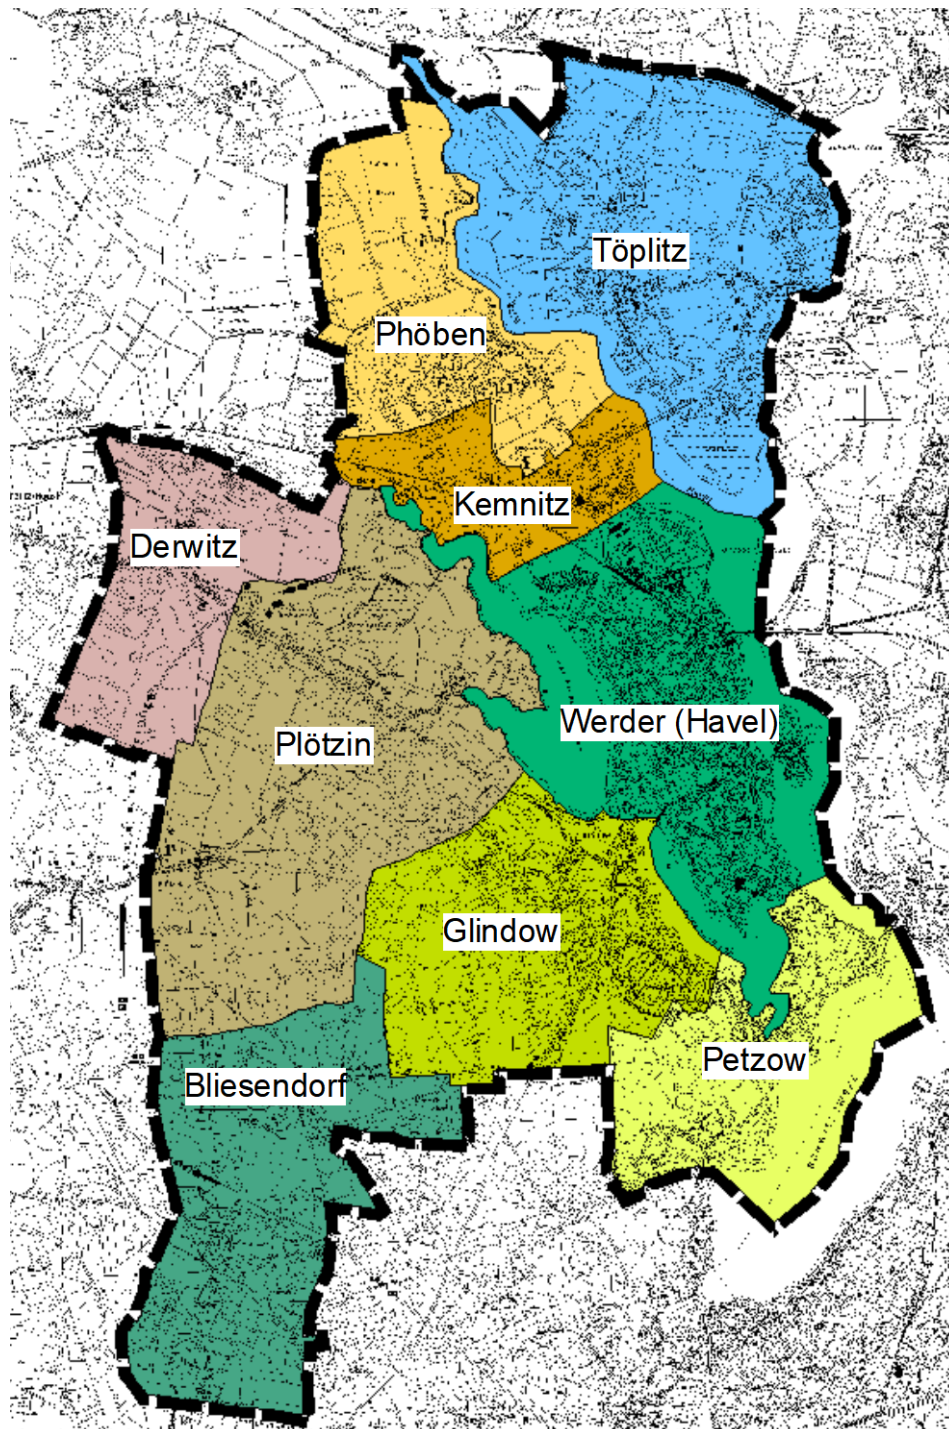 Töplitz
Phöben
Kemnitz
Derwitz
Werder (Havel)
Plötzin
Glindow
Petzow
Bliesendorf